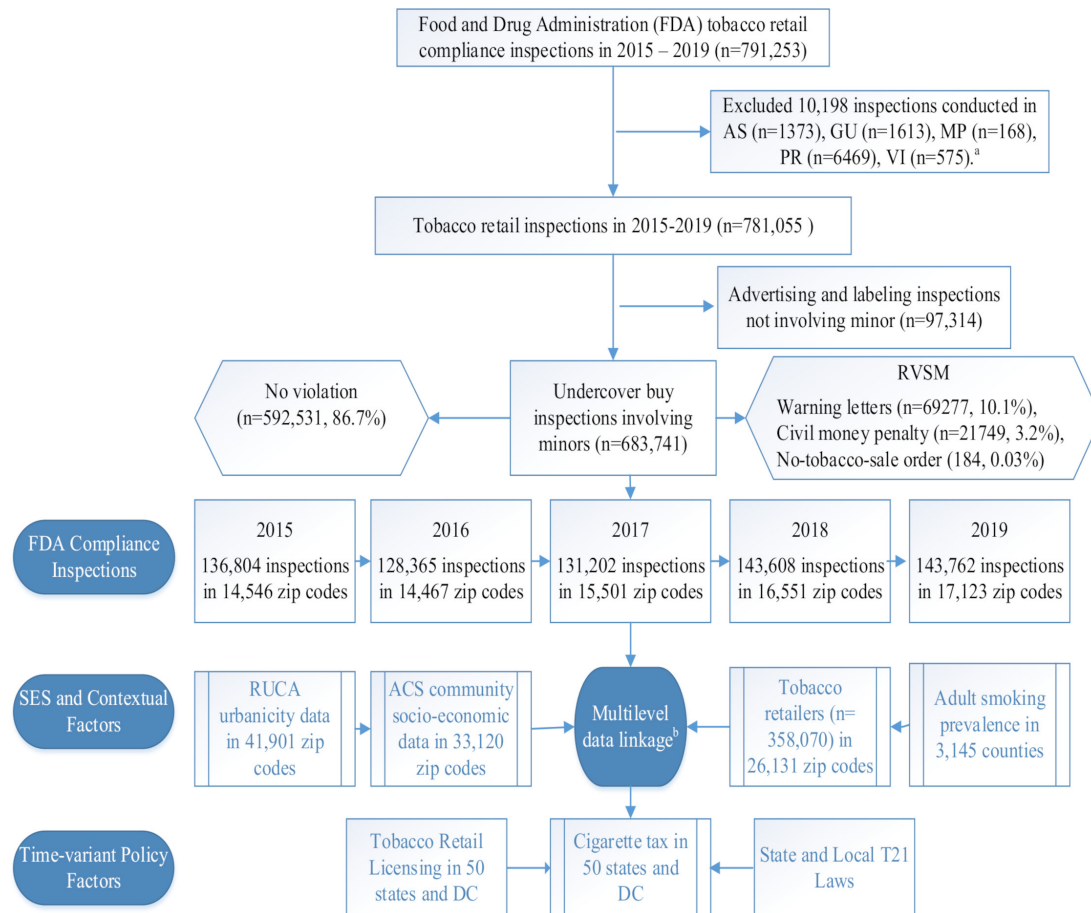 Food and Drug Administration (FDA) tobacco retail
compliance inspections in 2015 – 2019 (n=791,253)
Excluded 10,198 inspections conducted in
AS (n=1373), GU (n=1613), MP (n=168),
PR (n=6469), VI (n=575).a
Tobacco retail inspections in 2015-2019 (n=781,055 )
Advertising and labeling inspections
not involving minor (n=97,314)
No violation
(n=592,531, 86.7%)
Undercover buy
inspections involving
minors (n=683,741)
RVSM
Warning letters (n=69277, 10.1%),
Civil money penalty (n=21749, 3.2%),
No-tobacco-sale order (184, 0.03%)
FDA Compliance
Inspections
2015
136,804 inspections
in 14,546 zip codes
2016
128,365 inspections
in 14,467 zip codes
2017
131,202 inspections
in 15,501 zip codes
2018
143,608 inspections
in 16,551 zip codes
2019
143,762 inspections
in 17,123 zip codes
SES and Contextual
Factors
RUCA
urbanicity data
in 41,901 zip
codes
ACS community
socio-economic
data in 33,120
zip codes
Multilevel
data linkageb
Tobacco
retailers (n=
358,070) in
26,131 zip codes
Adult smoking
prevalence in
3,145 counties
Time-variant Policy
Factors
Tobacco Retail
Licensing in 50
states and DC
Cigarette tax in
50 states and
DC
State and Local T21
Laws